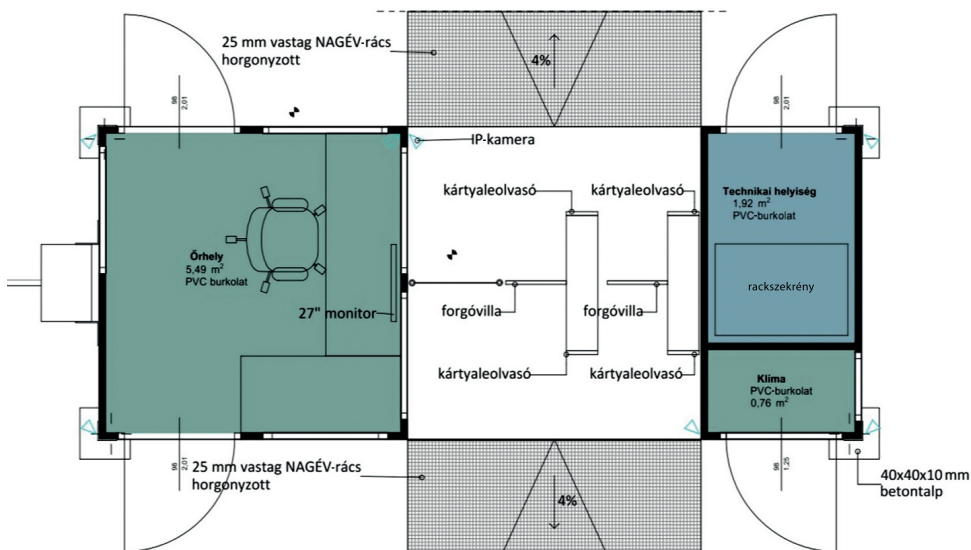 25 mm vastag NAGÉV-rács
horgonyzott
4%
98
2,01
98
2,01
IP-kamera
kártyaleolvasó
kártyaleolvasó
Technikai helyiség
1,92 m²
PVC-burkolat
Őrhely
5,49 m²
PVC burkolat
rackszekrény
27" monitor
forgóvilla
forgóvilla
kártyaleolvasó
kártyaleolvasó
Klíma
PVC-burkolat
0,76 m²
98
2,01
98
1,25
25 mm vastag NAGÉV-rács
horgonyzott
4%
40x40x10 mm
betontalp